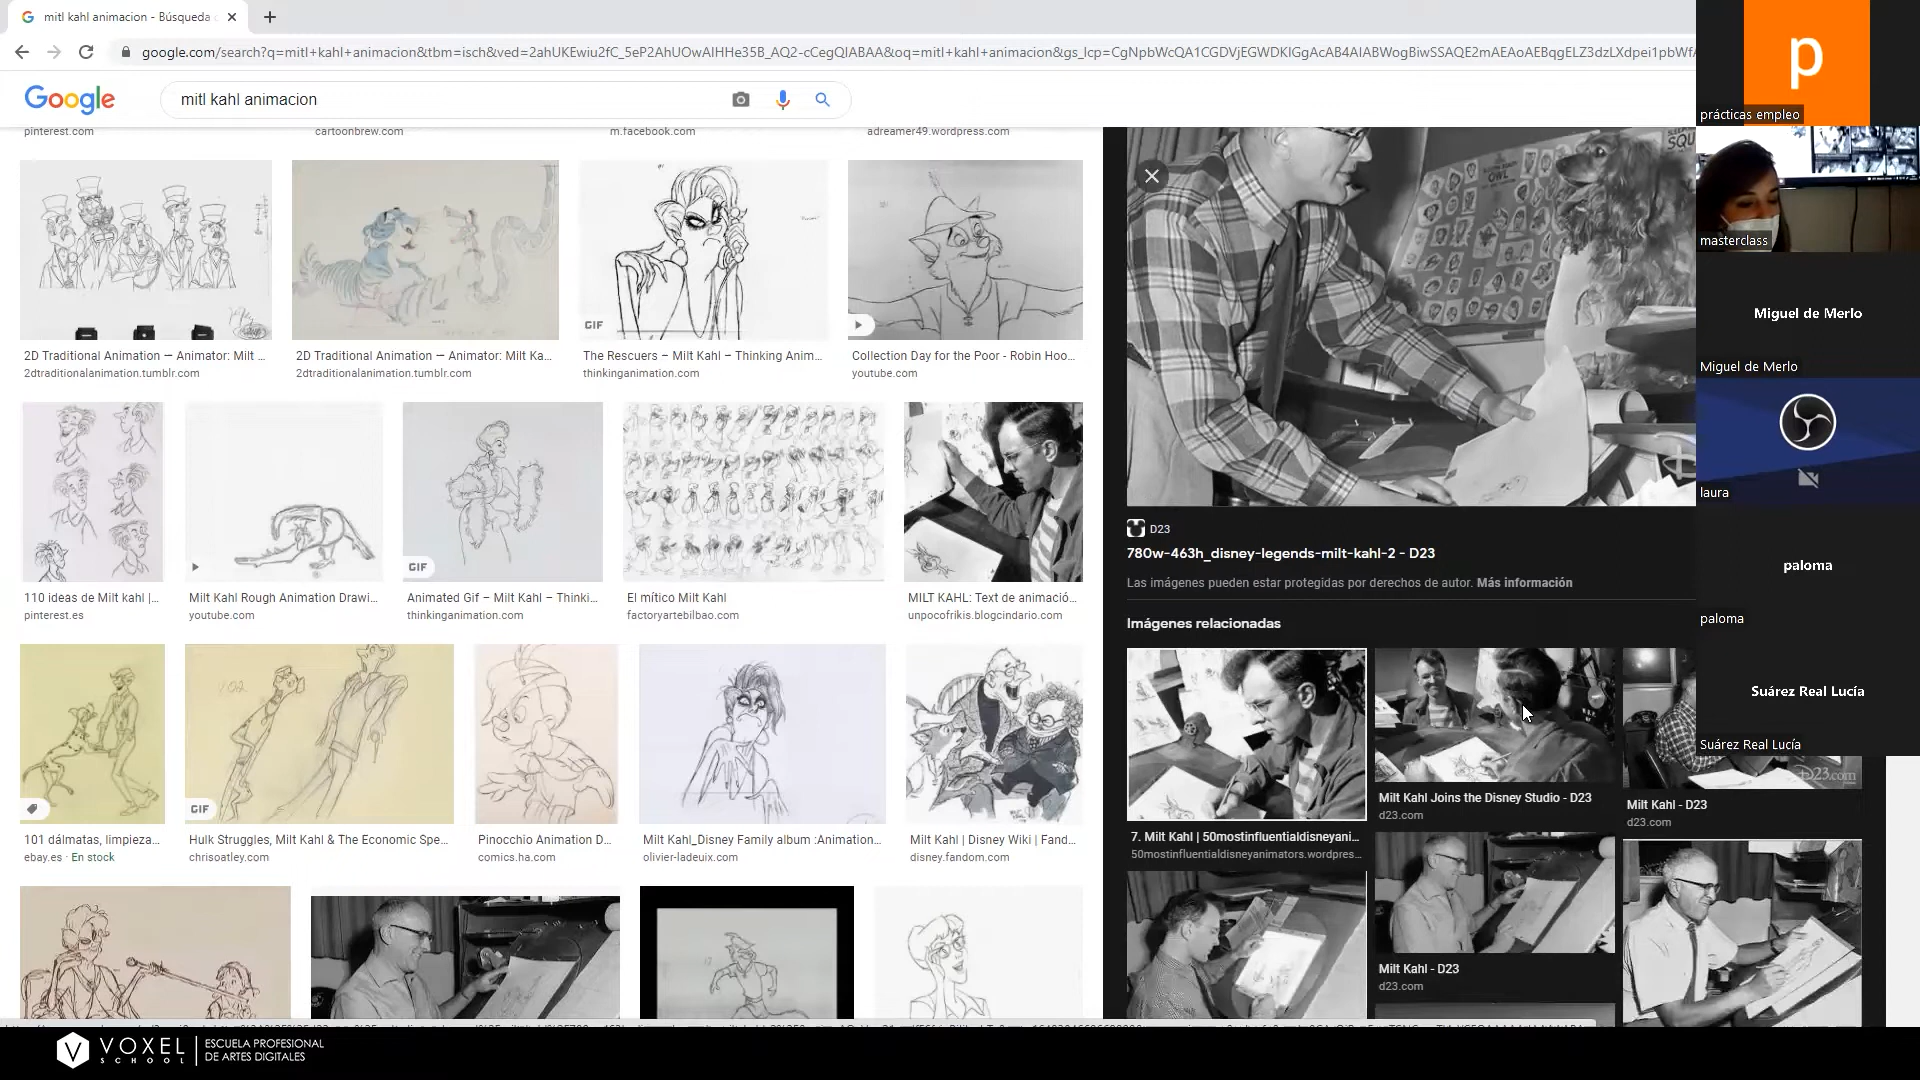 mitl kahl animacion - Búsqueda
google.com/search?q=mitl+kahl+animacion&tbm=isch&ved=2ahUKEwiu2fC_5eP2AhUOwAIHHe35B_AQ2-cCegQIABAA&oq=mitl+kahl+animacion&gs_lcp=
Google
mitl kahl animacion
pinterest.com
cartoonbrew.com
m.facebook.com
adreamer49.wordpress.com
GIF
2D Traditional Animation — Animator: Milt ...
2dtraditionalanimation.tumblr.com
2D Traditional Animation — Animator: Milt Ka...
2dtraditionalanimation.tumblr.com
The Rescuers – Milt Kahl – Thinking Anim...
thinkinganimation.com
Collection Day for the Poor - Robin Hoo...
youtube.com
GIF
110 ideas de Milt kahl |...
pinterest.es
Milt Kahl Rough Animation Drawi...
youtube.com
Animated Gif – Milt Kahl – Thinki...
thinkinganimation.com
El mítico Milt Kahl
factoryartebilbao.com
MILT KAHL: Text de animació...
unpocofrikis.blogcindario.com
GIF
101 dálmatas, limpieza...
ebay.es · En stock
Hulk Struggles, Milt Kahl & The Economic Spe...
chrisoatley.com
Pinocchio Animation D...
comics.ha.com
Milt Kahl_Disney Family album :Animation...
olivier-ladeuix.com
Milt Kahl | Disney Wiki | Fand...
disney.fandom.com
OWL
SQU
D23
780w-463h_disney-legends-milt-kahl-2 - D23
Las imágenes pueden estar protegidas por derechos de autor. Más información
Imágenes relacionadas
7. Milt Kahl | 50mostinfluentialdisneyani...
50mostinfluentialdisneyanimators.wordpres...
Milt Kahl Joins the Disney Studio - D23
d23.com
D23.com
Milt Kahl - D23
d23.com
Milt Kahl - D23
d23.com
p
prácticas empleo
masterclass
Miguel de Merlo
Miguel de Merlo
laura
paloma
paloma
Suárez Real Lucía
Suárez Real Lucía
VOXEL
SCHOOL
ESCUELA PROFESIONAL
DE ARTES DIGITALES